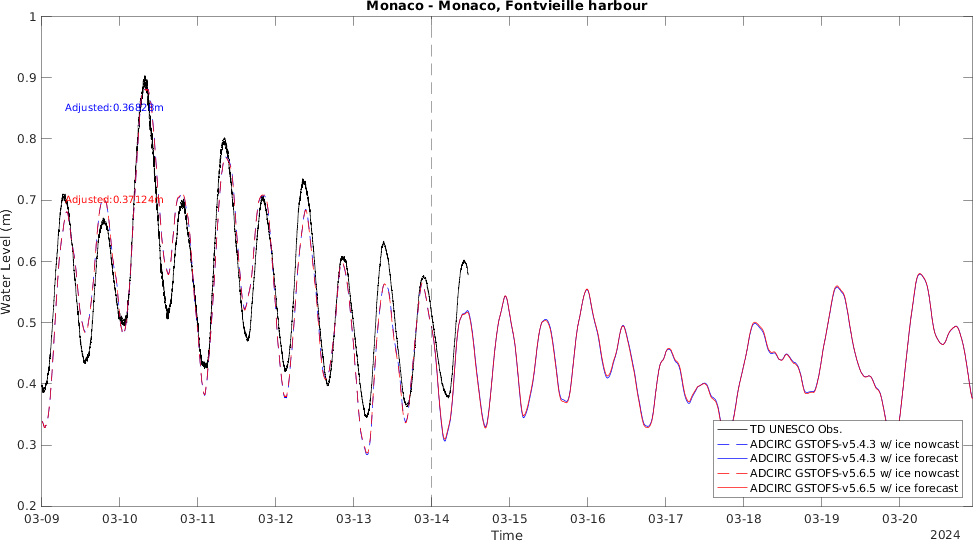 Monaco - Monaco, Fontvieille harbour
Water Level (m)
1
0.9
0.8
0.7
0.6
0.5
0.4
0.3
0.2
Adjusted:0.36828m
Adjusted:0.37124m
TD UNESCO Obs.
ADCIRC GSTOFS-v5.4.3 w/ ice nowcast
ADCIRC GSTOFS-v5.4.3 w/ ice forecast
ADCIRC GSTOFS-v5.6.5 w/ ice nowcast
ADCIRC GSTOFS-v5.6.5 w/ ice forecast
03-09 03-10 03-11 03-12 03-13 03-14 03-15 03-16 03-17 03-18 03-19 03-20
Time
2024